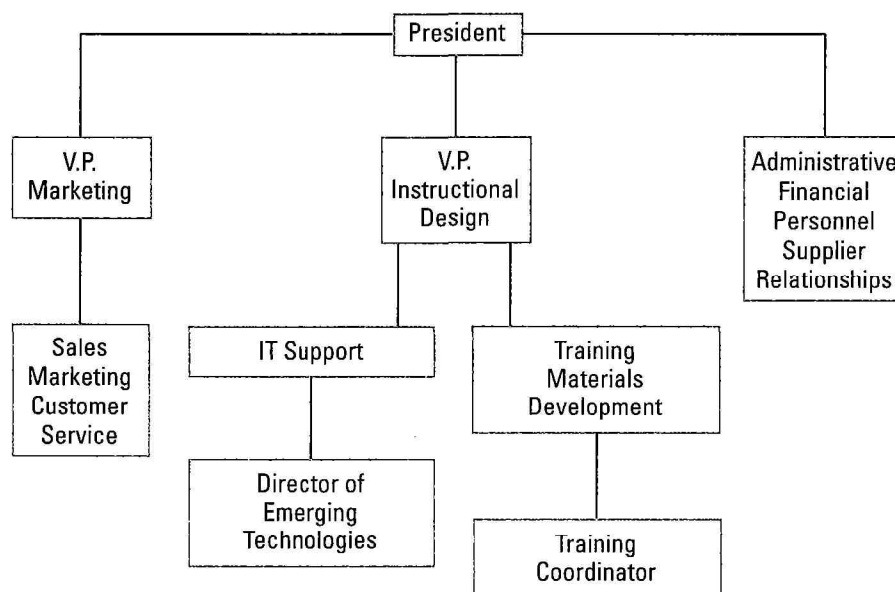 President
V.P.
Marketing
V.P.
Instructional
Design
Administrative
Financial
Personnel
Supplier
Relationships
Sales
Marketing
Customer
Service
IT Support
Training
Materials
Development
Director of
Emerging
Technologies
Training
Coordinator